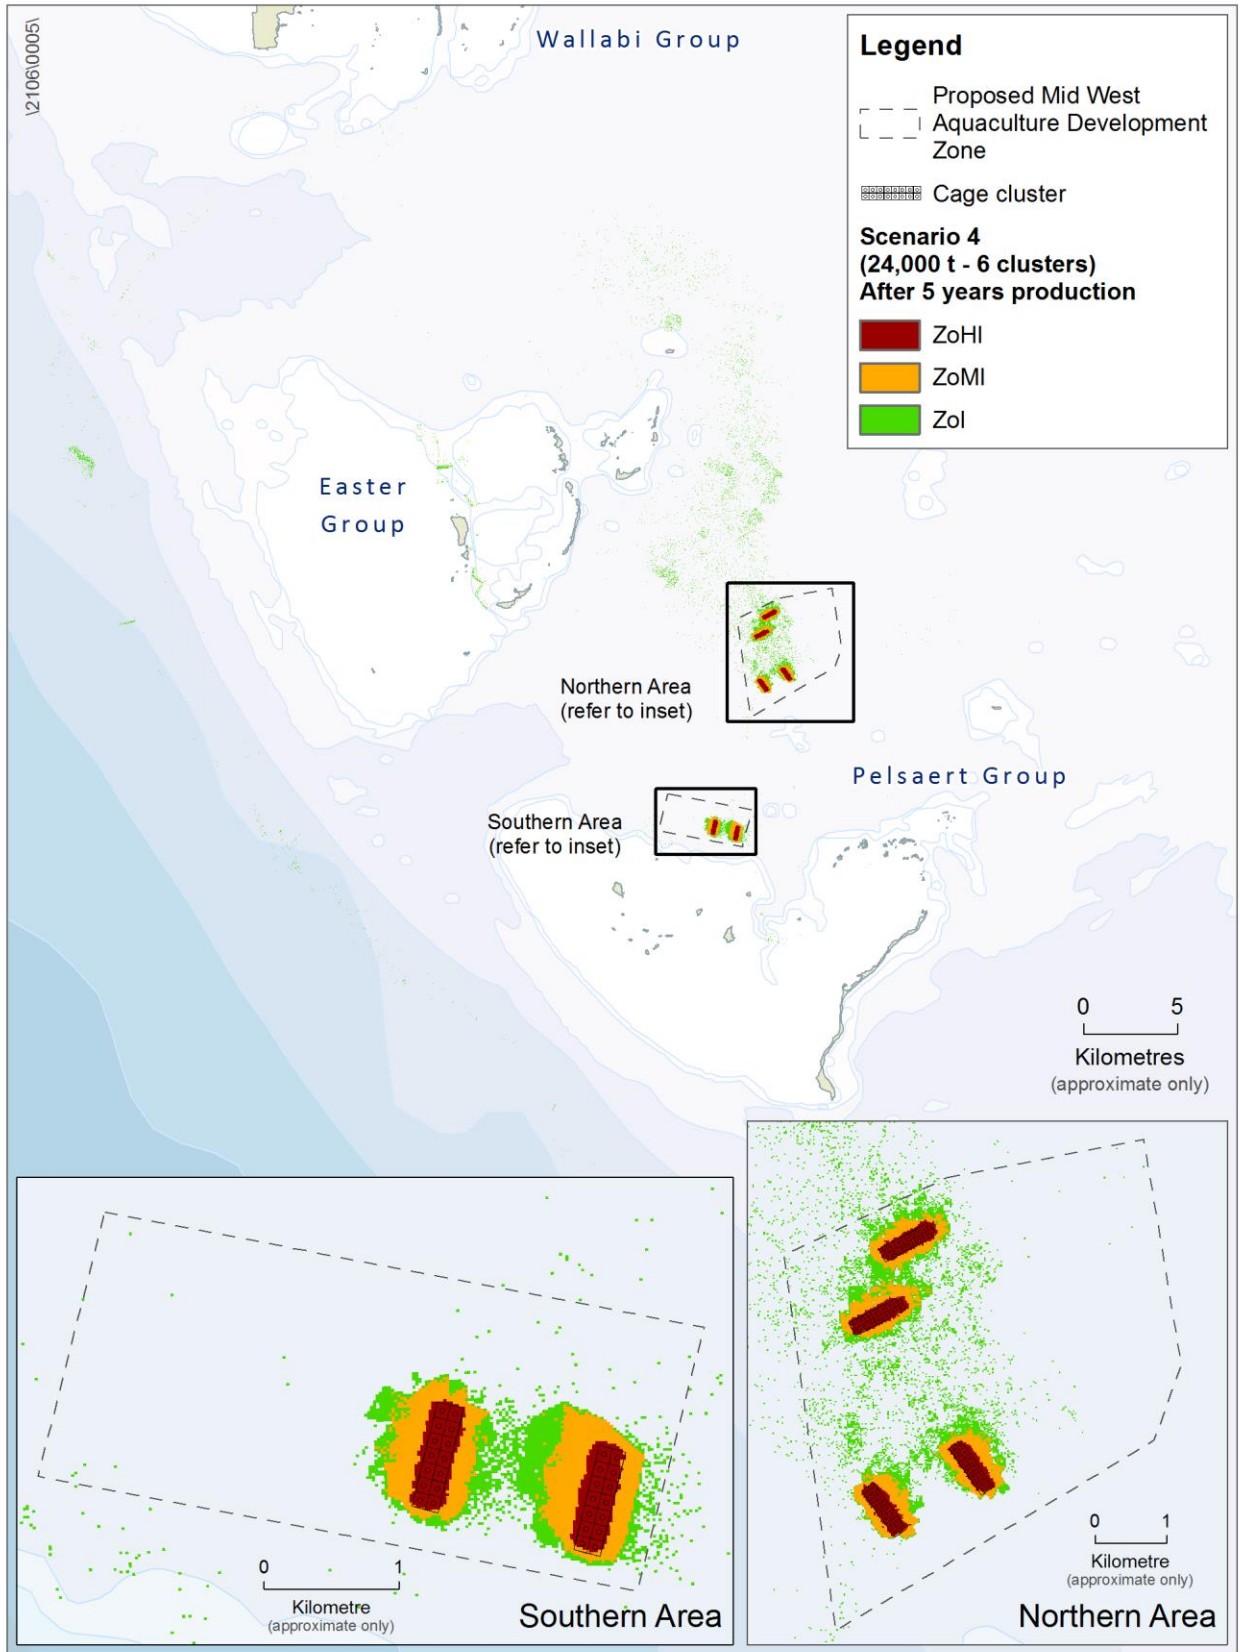 \2106\0005\
Wallabi Group
Legend
Proposed Mid West
Aquaculture Development
Zone
Cage cluster
Scenario 4
(24,000 t - 6 clusters)
After 5 years production
ZoHI
ZoMI
ZoI
Easter
Group
Northern Area
(refer to inset)
Pelsaert Group
Southern Area
(refer to inset)
0 5
Kilometres
(approximate only)
0 1
Kilometre
(approximate only)
Southern Area
0 1
Kilometre
(approximate only)
Northern Area